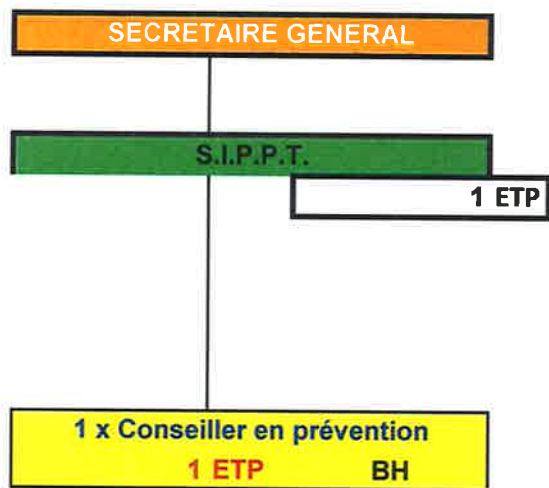 SECRETAIRE GENERAL
S.I.P.P.T.
1 ETP
1 x Conseiller en prévention
1 ETP BH